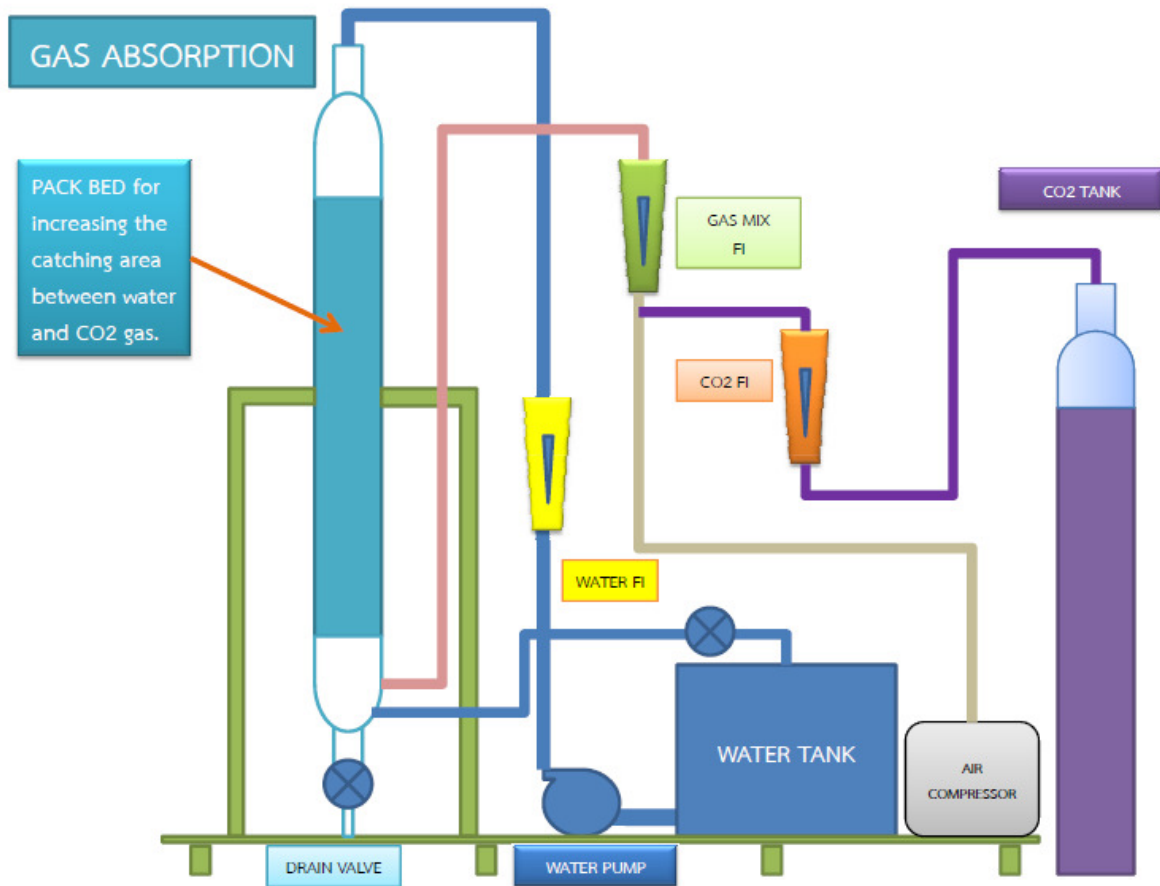 GAS ABSORPTION
PACK BED for
increasing the
catching area
between water
and CO2 gas.
CO2 TANK
GAS MIX
FI
CO2 FI
WATER FI
WATER TANK
AIR
COMPRESSOR
DRAIN VALVE
WATER PUMP